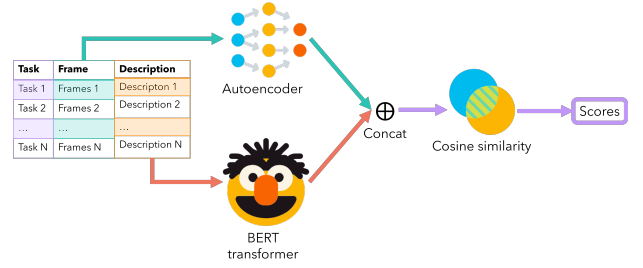 Task Frame Description
Task 1 Frames 1 Descripton 1
Task 2 Frames 2 Description 2
... ... ...
Task N Frames N Description N
Autoencoder
BERT
transformer
Concat
Cosine similarity
Scores